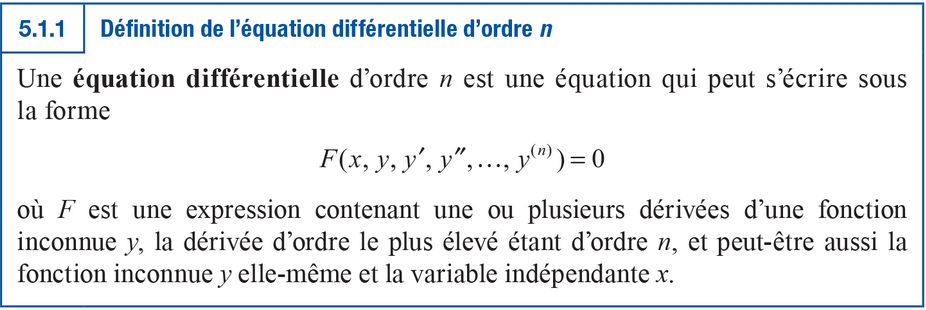 5.1.1 Définition de l’équation différentielle d’ordre n
Une équation différentielle d’ordre n est une équation qui peut s’écrire sous
la forme
F(x, y, y′, y″,…, y⁽ⁿ⁾) = 0
où F est une expression contenant une ou plusieurs dérivées d’une fonction
inconnue y, la dérivée d’ordre le plus élevé étant d’ordre n, et peut-être aussi la
fonction inconnue y elle-même et la variable indépendante x.